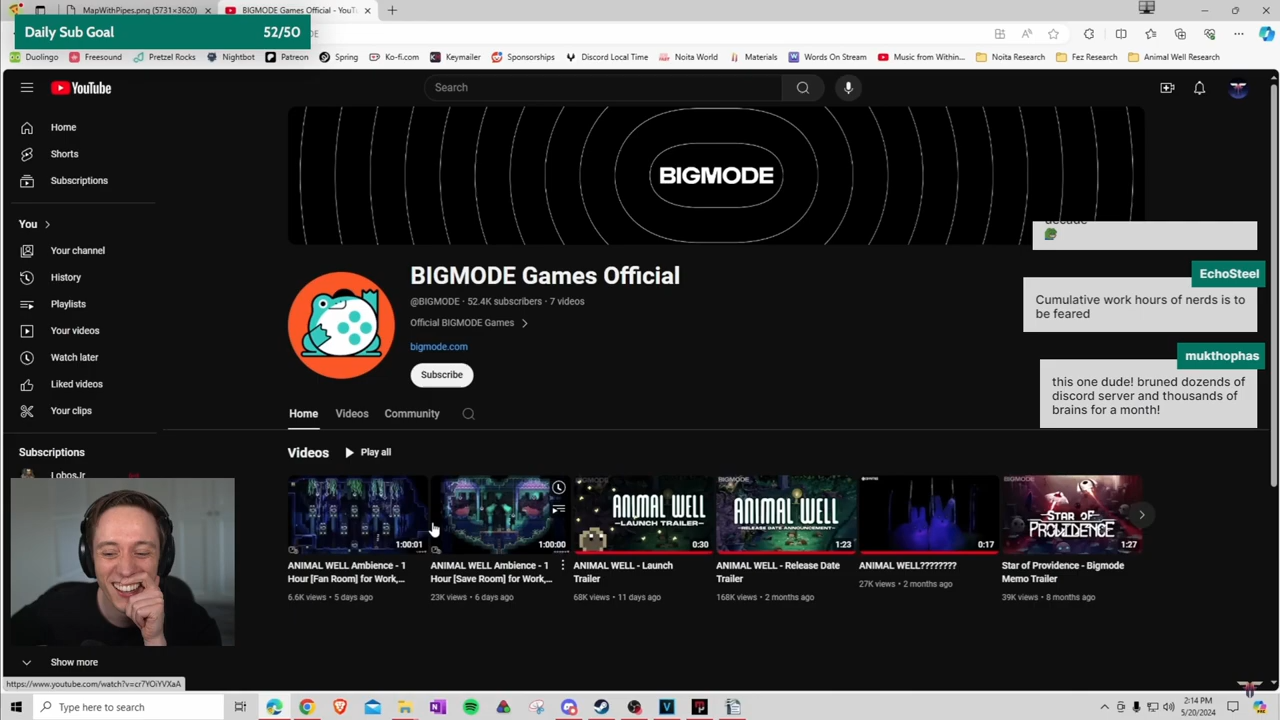 MapWithPipes.png (5731×3620)
BIGMODE Games Official - YouT
Daily Sub Goal 52/50
Duolingo Freesound Pretzel Rocks Nightbot Patreon Spring Ko-fi.com Keymailer Sponsorships Discord Local Time Noita World Materials Words On Stream Music from Within... Noita Research Fez Research Animal Well Research
YouTube
Search
Home
Shorts
Subscriptions
You
Your channel
History
Playlists
Your videos
Watch later
Liked videos
Your clips
Subscriptions
LobosJr
Show more
BIGMODE
BIGMODE Games Official
@BIGMODE · 52.4K subscribers · 7 videos
Official BIGMODE Games
bigmode.com
Subscribe
Home Videos Community
Videos Play all
1:00:01
ANIMAL WELL Ambience - 1
Hour [Fan Room] for Work,...
6.6K views • 5 days ago
1:00:00
ANIMAL WELL Ambience - 1
Hour [Save Room] for Work,...
23K views • 6 days ago
ANIMAL WELL
LAUNCH TRAILER
0:30
ANIMAL WELL - Launch
Trailer
68K views • 11 days ago
BIGMODE
ANIMAL WELL
RELEASE DATE ANNOUNCEMENT
1:23
ANIMAL WELL - Release Date
Trailer
168K views • 2 months ago
0:17
ANIMAL WELL????????
27K views • 2 months ago
BIGMODE
STAR OF
PROVIDENCE
1:27
Star of Providence - Bigmode
Memo Trailer
39K views • 8 months ago
decade
EchoSteel
Cumulative work hours of nerds is to
be feared
mukthophas
this one dude! bruned dozends of
discord server and thousands of
brains for a month!
https://www.youtube.com/watch?v=cr7YOiYVXaA
Type here to search
2:14 PM
5/20/2024